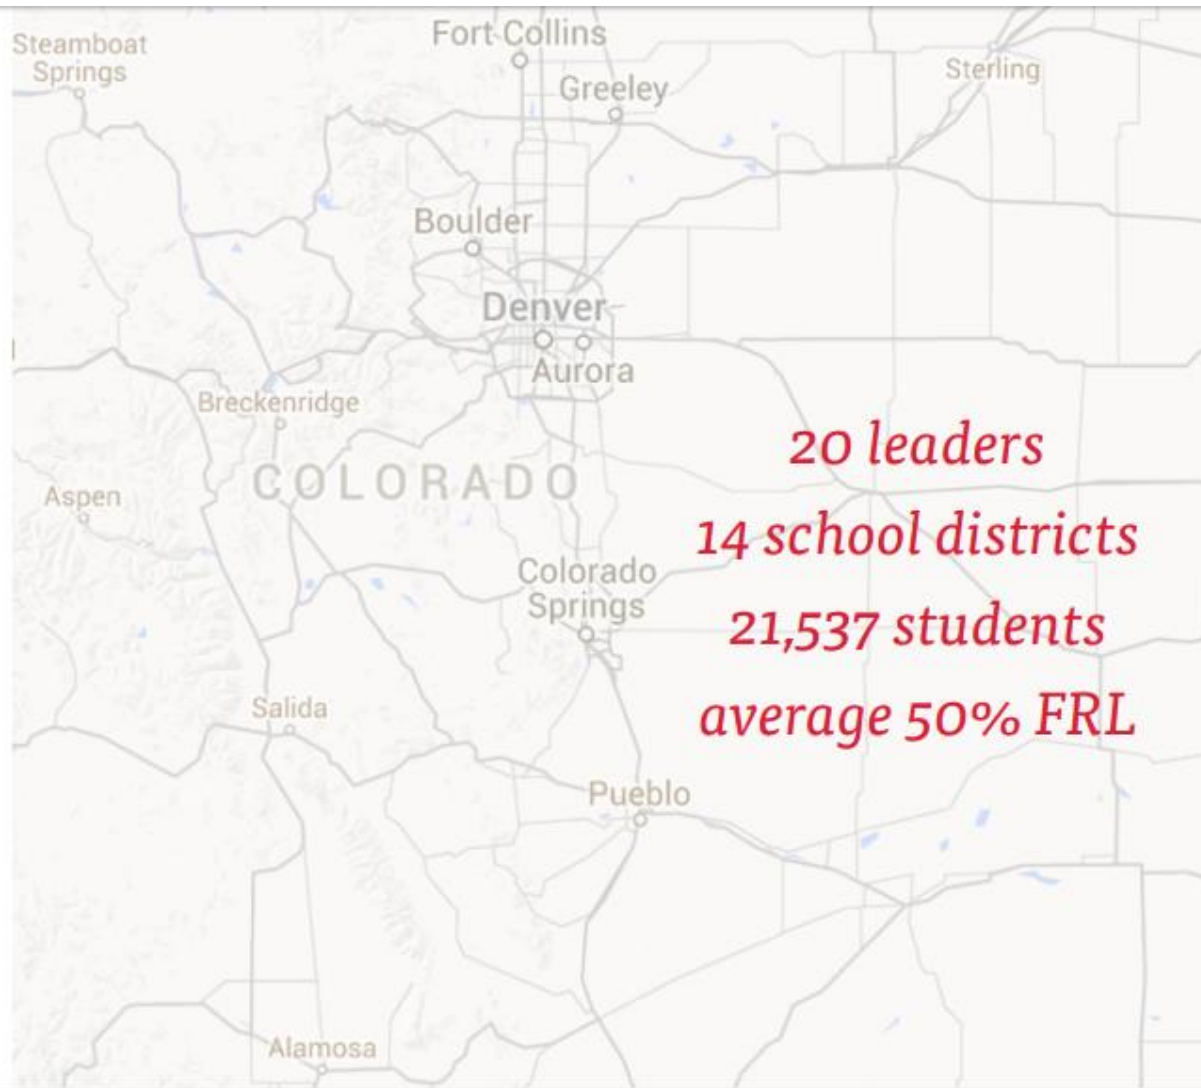 Steamboat
Springs
Fort Collins
Sterling
Greeley
Boulder
Denver
Aurora
Breckenridge
20 leaders
COLORADO
Aspen
14 school districts
Colorado
Springs
21,537 students
Salida
average 50% FRL
Pueblo
Alamosa